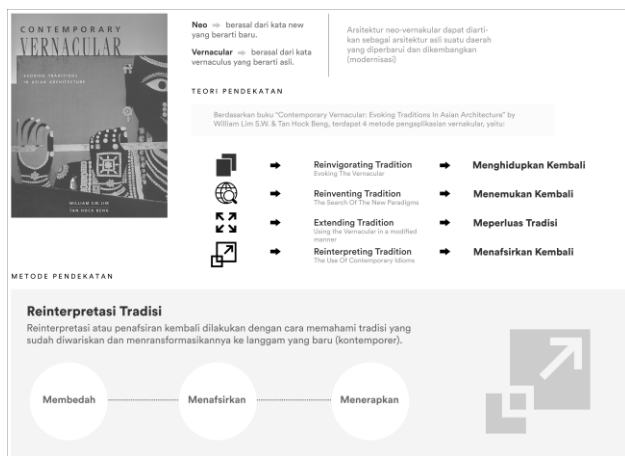 CONTEMPORARY
VERNACULAR
EVOKING TRADITIONS
IN ASIAN ARCHITECTURE
WILLIAM SW LIM
TAN HOCK BENG
Neo ⇒ berasal dari kata new
yang berarti baru.
Vernacular ⇒ berasal dari kata
vernaculus yang berarti asli.
Arsitektur neo-vernakular dapat diarti-
kan sebagai arsitektur asli suatu daerah
yang diperbarui dan dikembangkan
(modernisasi)
TEORI PENDEKATAN
Berdasarkan buku "Contemporary Vernacular: Evoking Traditions In Asian Architecture" by
William Lim S.W. & Tan Hock Beng, terdapat 4 metode pengaplikasian vernakular, yaitu:
Reinvigorating Tradition
Evoking The Vernacular
Menghidupkan Kembali
Reinventing Tradition
The Search Of The New Paradigms
Menemukan Kembali
Extending Tradition
Using the Vernacular in a modified
manner
Meperluas Tradisi
Reinterpreting Tradition
The Use Of Contemporary Idioms
Menafsirkan Kembali
METODE PENDEKATAN
Reinterpretasi Tradisi
Reinterpretasi atau penafsiran kembali dilakukan dengan cara memahami tradisi yang
sudah diwariskan dan menransformasikannya ke langgam yang baru (kontemporer).
Membedah
Menafsirkan
Menerapkan